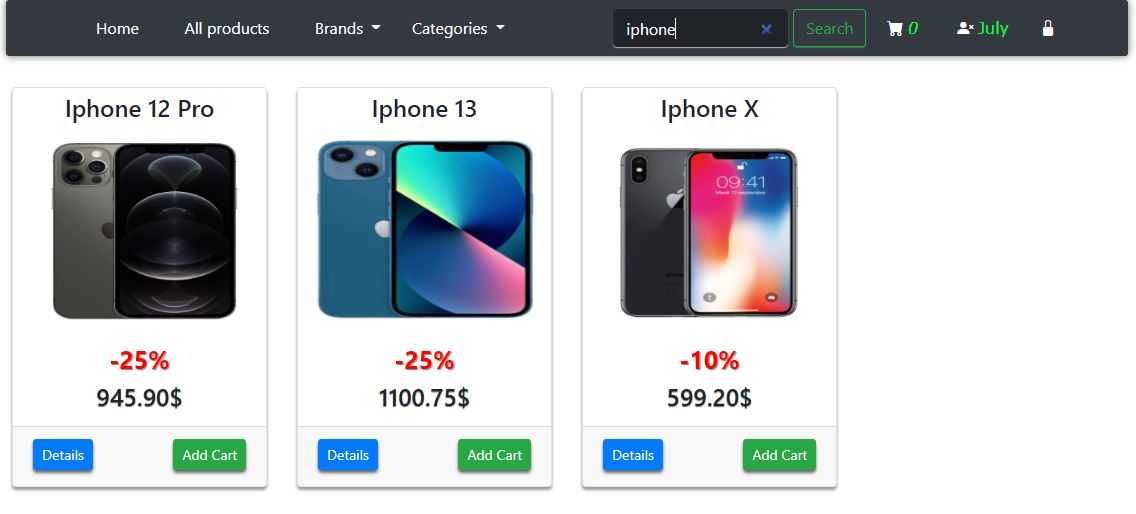 Home All products Brands Categories iphone Search 0 July
Iphone 12 Pro Iphone 13 Iphone X
09:41
-25% -25% -10%
945.90$ 1100.75$ 599.20$
Details Add Cart Details Add Cart Details Add Cart